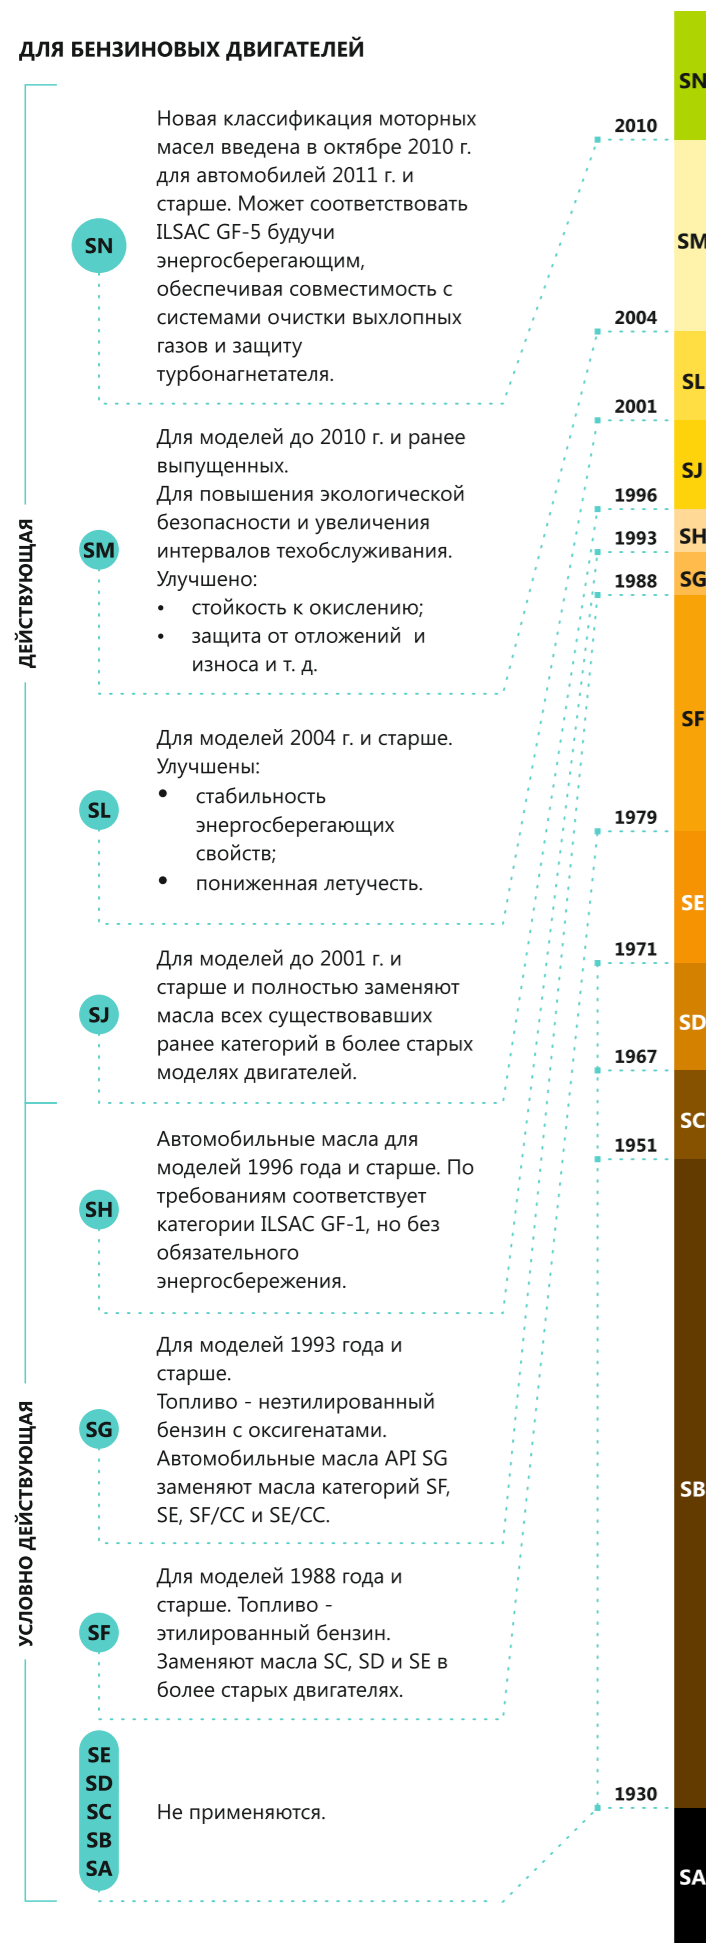 ДЛЯ БЕНЗИНОВЫХ ДВИГАТЕЛЕЙ
ДЕЙСТВУЮЩАЯ
SN
Новая классификация моторных
масел введена в октябре 2010 г.
для автомобилей 2011 г. и
старше. Может соответствовать
ILSAC GF-5 будучи
энергосберегающим,
обеспечивая совместимость с
системами очистки выхлопных
газов и защиту
турбонагнетателя.
SM
Для моделей до 2010 г. и ранее
выпущенных.
Для повышения экологической
безопасности и увеличения
интервалов техобслуживания.
Улучшено:
• стойкость к окислению;
• защита от отложений и
износа и т. д.
SL
Для моделей 2004 г. и старше.
Улучшены:
• стабильность
энергосберегающих
свойств;
• пониженная летучесть.
SJ
Для моделей до 2001 г. и
старше и полностью заменяют
масла всех существовавших
ранее категорий в более старых
моделях двигателей.
УСЛОВНО ДЕЙСТВУЮЩАЯ
SH
Автомобильные масла для
моделей 1996 года и старше. По
требованиям соответствует
категории ILSAC GF-1, но без
обязательного
энергосбережения.
SG
Для моделей 1993 года и
старше.
Топливо - неэтилированный
бензин с оксигенатами.
Автомобильные масла API SG
заменяют масла категорий SF,
SE, SF/CC и SE/CC.
SF
Для моделей 1988 года и
старше. Топливо -
этилированный бензин.
Заменяют масла SC, SD и SE в
более старых двигателях.
SE
SD
SC
SB
SA
Не применяются.
SN
2010
SM
2004
SL
2001
SJ
1996
SH
1993
SG
1988
SF
1979
SE
1971
SD
1967
SC
1951
SB
1930
SA